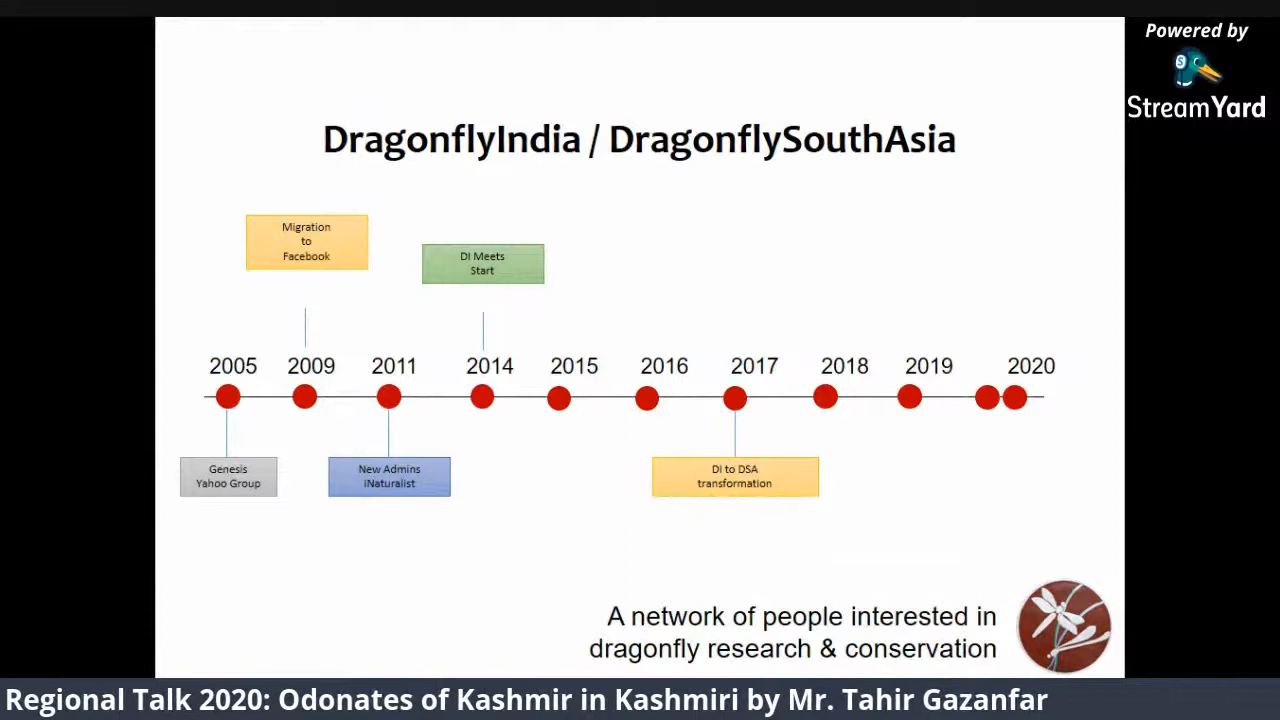 Powered by
StreamYard
DragonflyIndia / DragonflySouthAsia
Migration
to
Facebook
DI Meets
Start
2005 2009 2011 2014 2015 2016 2017 2018 2019 2020
Genesis
Yahoo Group
New Admins
iNaturalist
DI to DSA
transformation
A network of people interested in
dragonfly research & conservation
Regional Talk 2020: Odonates of Kashmir in Kashmiri by Mr. Tahir Gazanfar